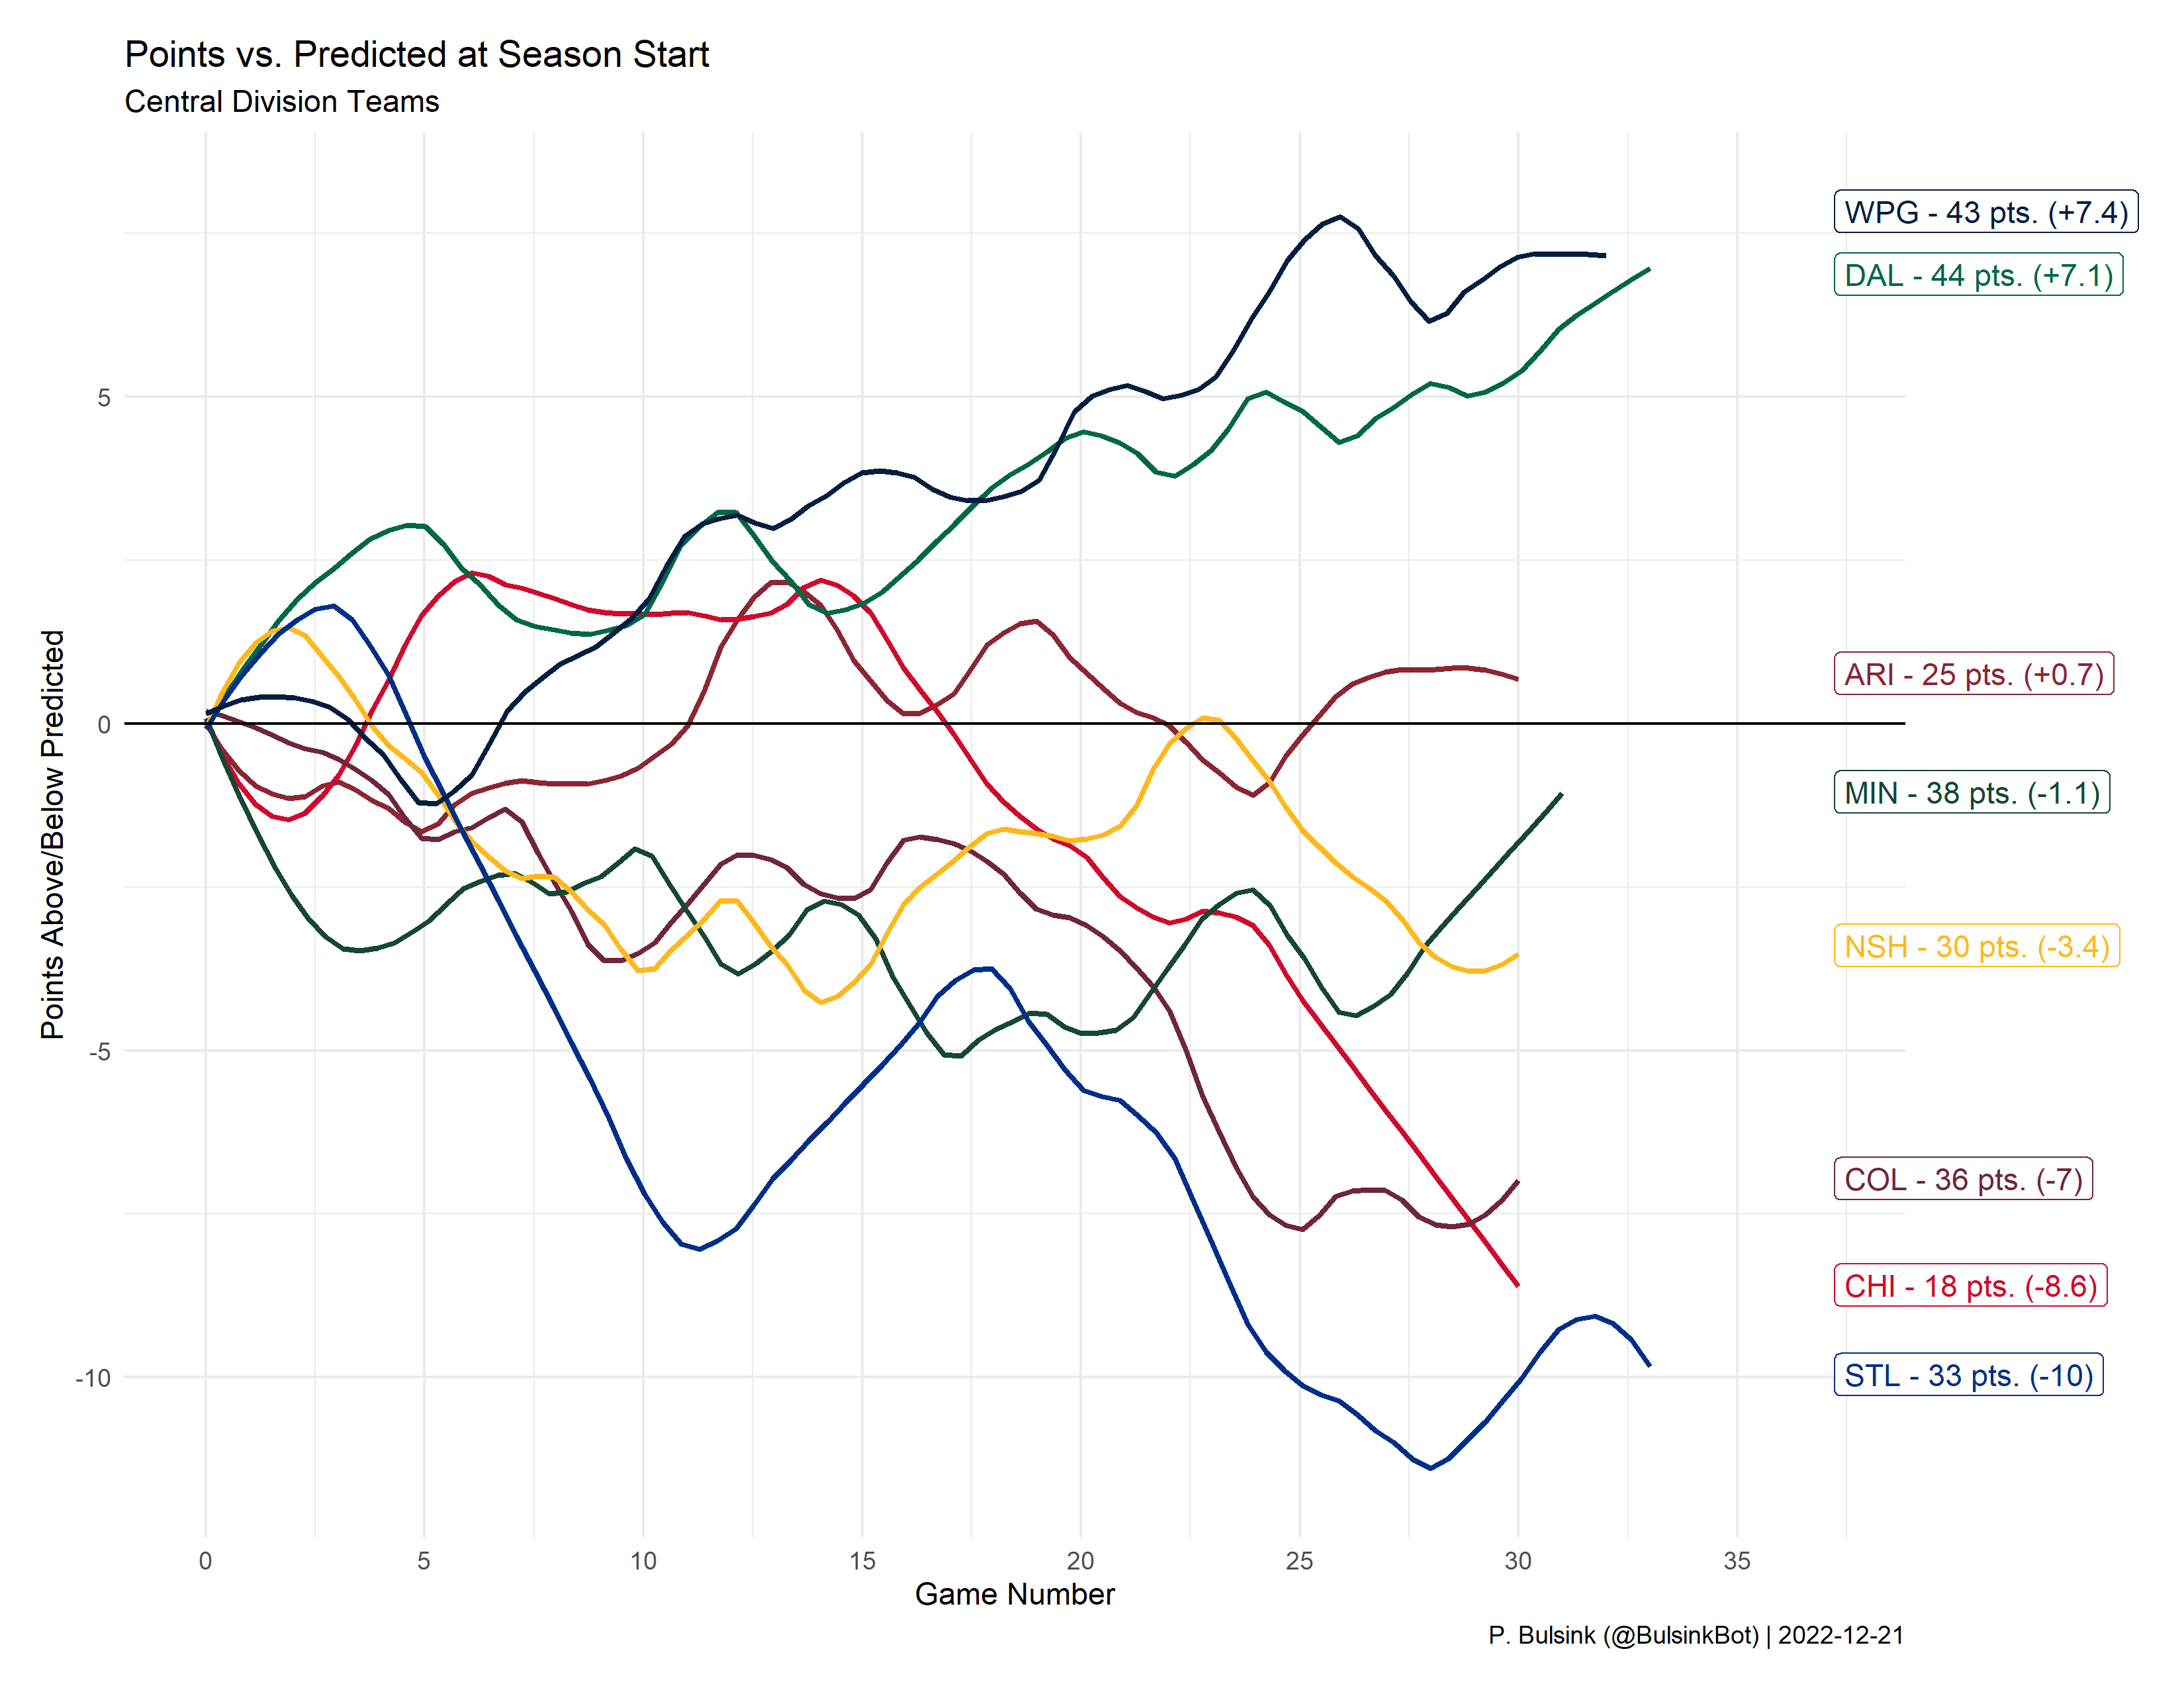 Points vs. Predicted at Season Start
Central Division Teams
Points Above/Below Predicted
5
0
-5
-10
WPG - 43 pts. (+7.4)
DAL - 44 pts. (+7.1)
ARI - 25 pts. (+0.7)
MIN - 38 pts. (-1.1)
NSH - 30 pts. (-3.4)
COL - 36 pts. (-7)
CHI - 18 pts. (-8.6)
STL - 33 pts. (-10)
0 5 10 15 20 25 30 35
Game Number
P. Bulsink (@BulsinkBot) | 2022-12-21